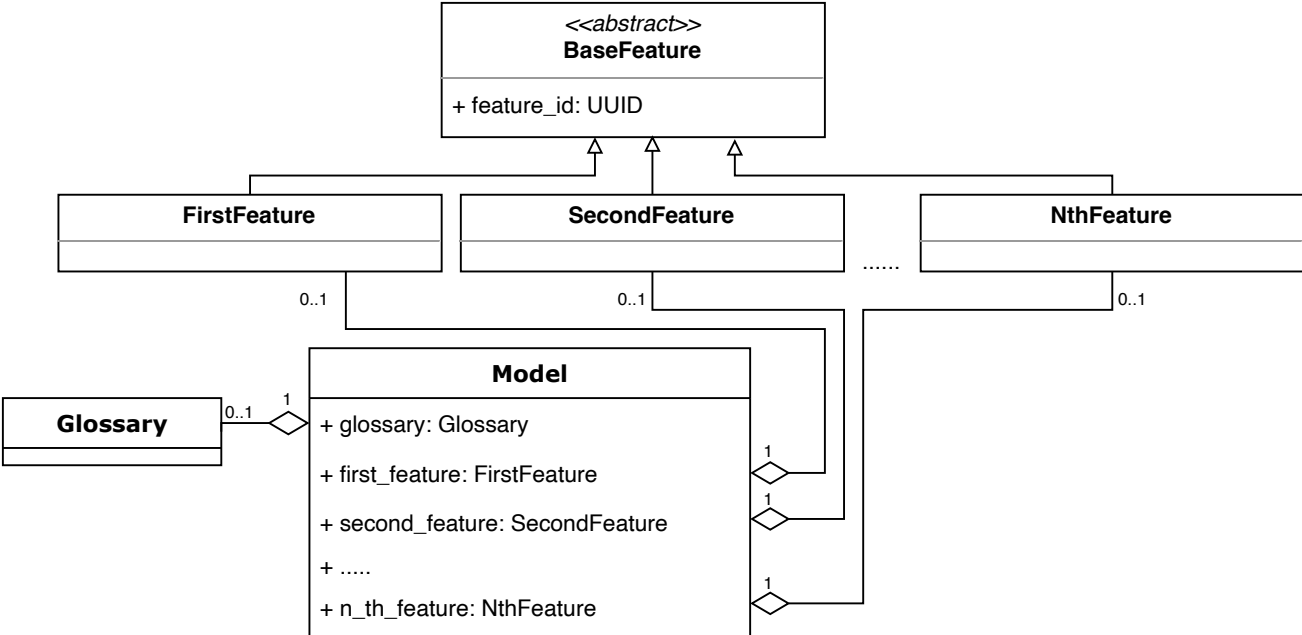 <<abstract>>
BaseFeature
+ feature_id: UUID
FirstFeature
SecondFeature
NthFeature
......
0..1
0..1
0..1
Model
Glossary
0..1
1
+ glossary: Glossary
+ first_feature: FirstFeature
1
+ second_feature: SecondFeature
1
+ .....
+ n_th_feature: NthFeature
1